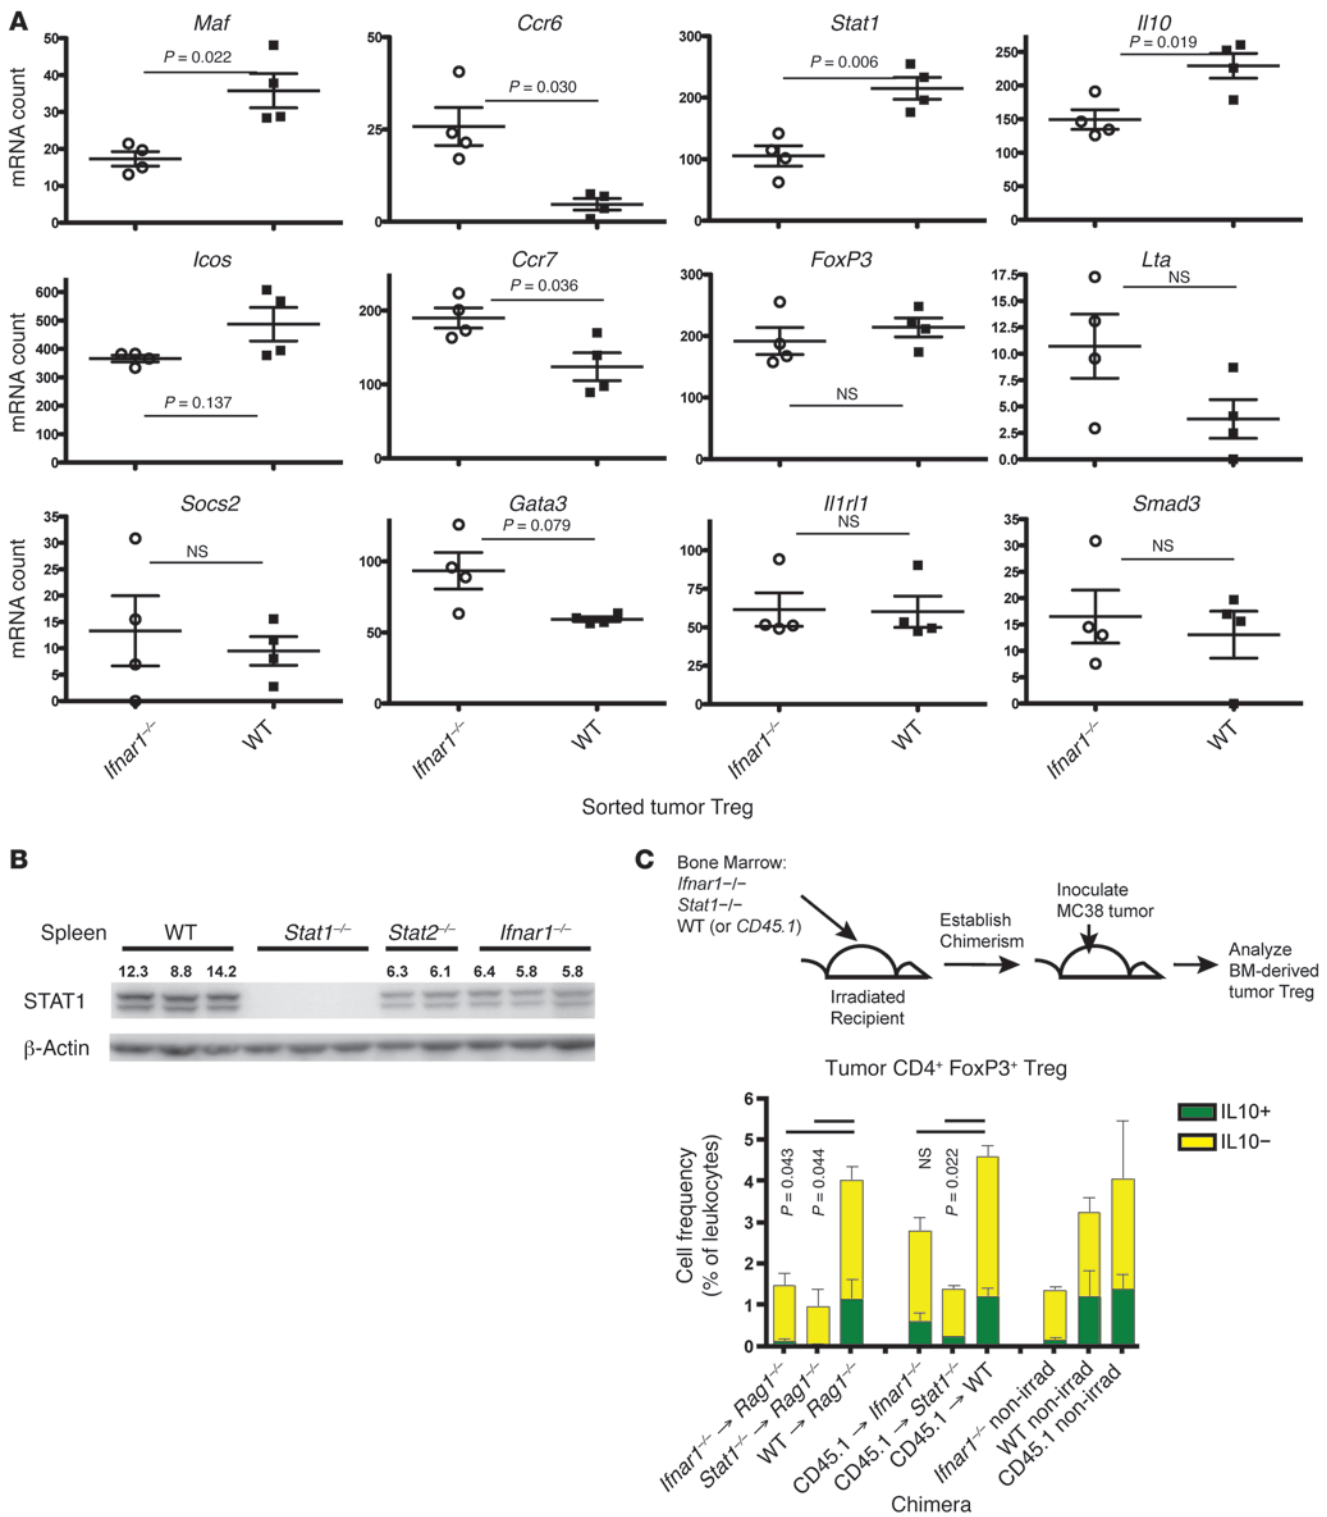 A
Maf
Ccr6
Stat1
Il10
mRNA count
50
40
30
20
10
0
P = 0.022
50
25
0
P = 0.030
300
200
100
0
P = 0.006
250
200
150
100
50
0
P = 0.019
Icos
Ccr7
FoxP3
Lta
mRNA count
600
500
400
300
200
100
0
P = 0.137
200
100
0
P = 0.036
300
200
100
0
NS
17.5
15.0
12.5
10.0
7.5
5.0
2.5
0.0
NS
Socs2
Gata3
Il1rl1
Smad3
mRNA count
35
30
25
20
15
10
5
0
NS
100
50
0
P = 0.079
100
75
50
25
0
NS
35
30
25
20
15
10
5
0
NS
Ifnar1–/–
WT
Ifnar1–/–
WT
Ifnar1–/–
WT
Ifnar1–/–
WT
Sorted tumor Treg
B
Spleen WT Stat1–/– Stat2–/– Ifnar1–/–
12.3 8.8 14.2 6.3 6.1 6.4 5.8 5.8
STAT1
β-Actin
C
Bone Marrow:
Ifnar1–/–
Stat1–/–
WT (or CD45.1)
Irradiated
Recipient
Establish
Chimerism
Inoculate
MC38 tumor
Analyze
BM-derived
tumor Treg
Tumor CD4+ FoxP3+ Treg
IL10+
IL10–
Cell frequency
(% of leukocytes)
6
5
4
3
2
1
0
P = 0.043
P = 0.044
NS
P = 0.022
Ifnar1–/– → Rag1–/–
Stat1–/– → Rag1–/–
WT → Rag1–/–
CD45.1 → Ifnar1–/–
CD45.1 → Stat1–/–
CD45.1 → WT
Ifnar1–/– non-irrad
WT non-irrad
CD45.1 non-irrad
Chimera